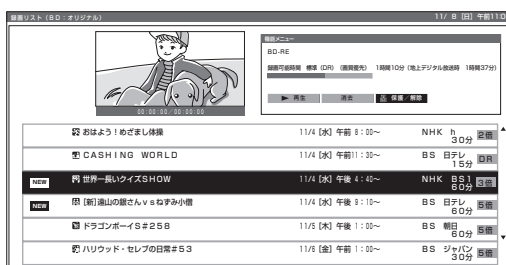 録画リスト（BD：オリジナル）
11/ 8 [日] 午前11:0
00:00:00/00:00:00
機器メニュー
BD-RE
録画可能時間 標準（DR）（画質優先） 1時間10分（地上デジタル放送時 1時間37分）
▶ 再生 消去 保護／解除
おはよう！めざまし体操 11/4 [水] 午前 8：00〜 NHK h 30分 2倍
CASHING WORLD 11/4 [水] 午前11：30〜 BS 日テレ 15分 DR
NEW 世界一長いクイズSHOW 11/4 [水] 午後 4：40〜 NHK BS1 60分 3倍
NEW [新]遠山の銀さんvsねずみ小僧 11/4 [水] 午後 9：10〜 BS 日テレ 60分 5倍
ドラゴンボーイS＃258 11/5 [木] 午後 1：00〜 BS 朝日 60分 5倍
ハリウッド・セレブの日常＃53 11/6 [金] 午前 1：00〜 BS ジャパン 30分 5倍